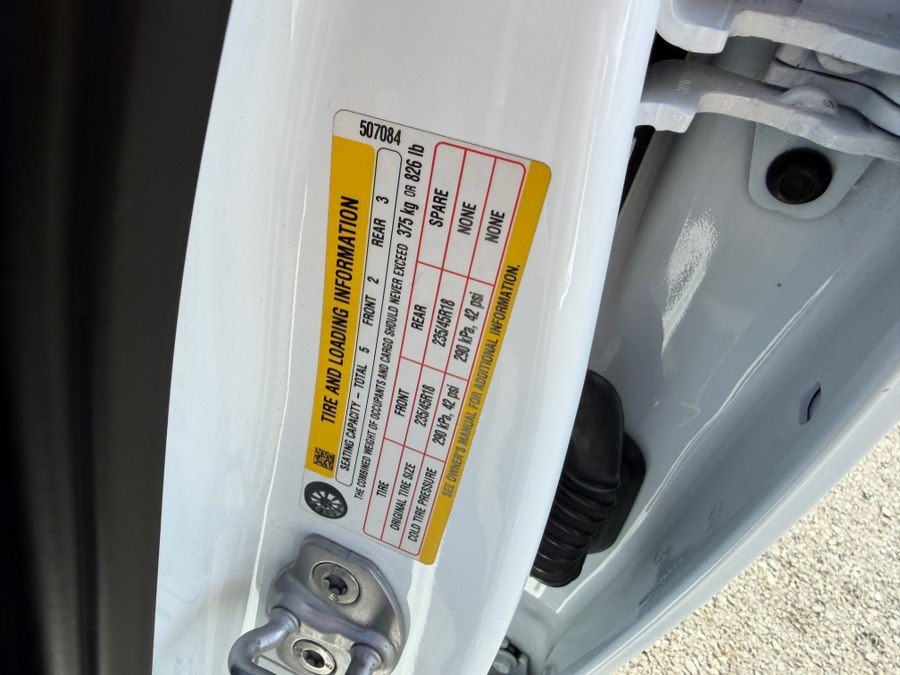 507084
TIRE AND LOADING INFORMATION
SEATING CAPACITY – TOTAL 5 FRONT 2 REAR 3
THE COMBINED WEIGHT OF OCCUPANTS AND CARGO SHOULD NEVER EXCEED 375 kg OR 826 lb
TIRE FRONT REAR SPARE
ORIGINAL TIRE SIZE 235/45R18 235/45R18 NONE
COLD TIRE PRESSURE 290 kPa, 42 psi 290 kPa, 42 psi NONE
SEE OWNER'S MANUAL FOR ADDITIONAL INFORMATION.